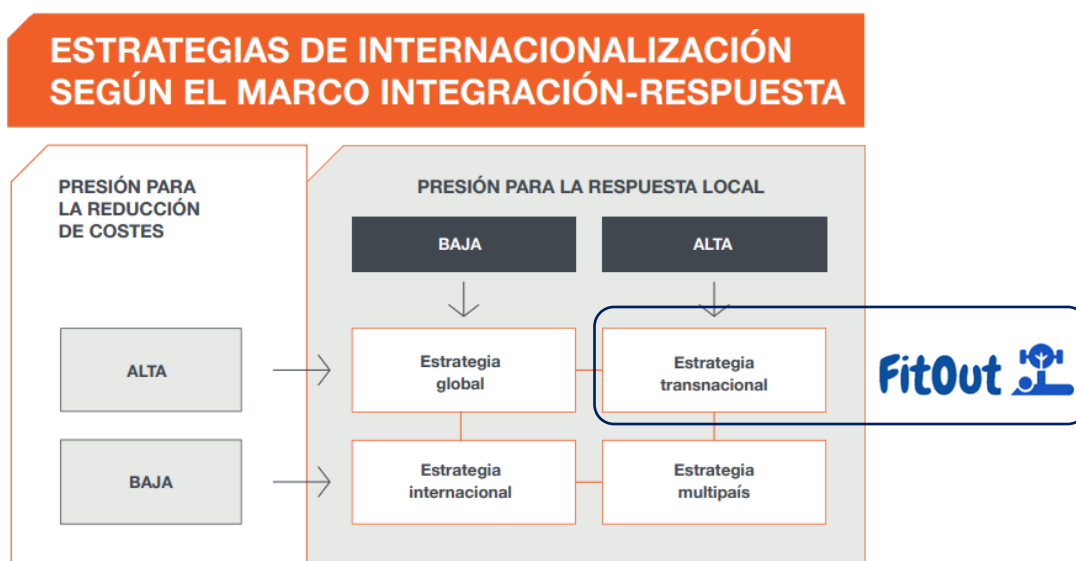 ESTRATEGIAS DE INTERNACIONALIZACIÓN
SEGÚN EL MARCO INTEGRACIÓN-RESPUESTA
PRESIÓN PARA
LA REDUCCIÓN
DE COSTES
PRESIÓN PARA LA RESPUESTA LOCAL
BAJA
ALTA
ALTA
Estrategia
global
Estrategia
transnacional
FitOut
BAJA
Estrategia
internacional
Estrategia
multipaís